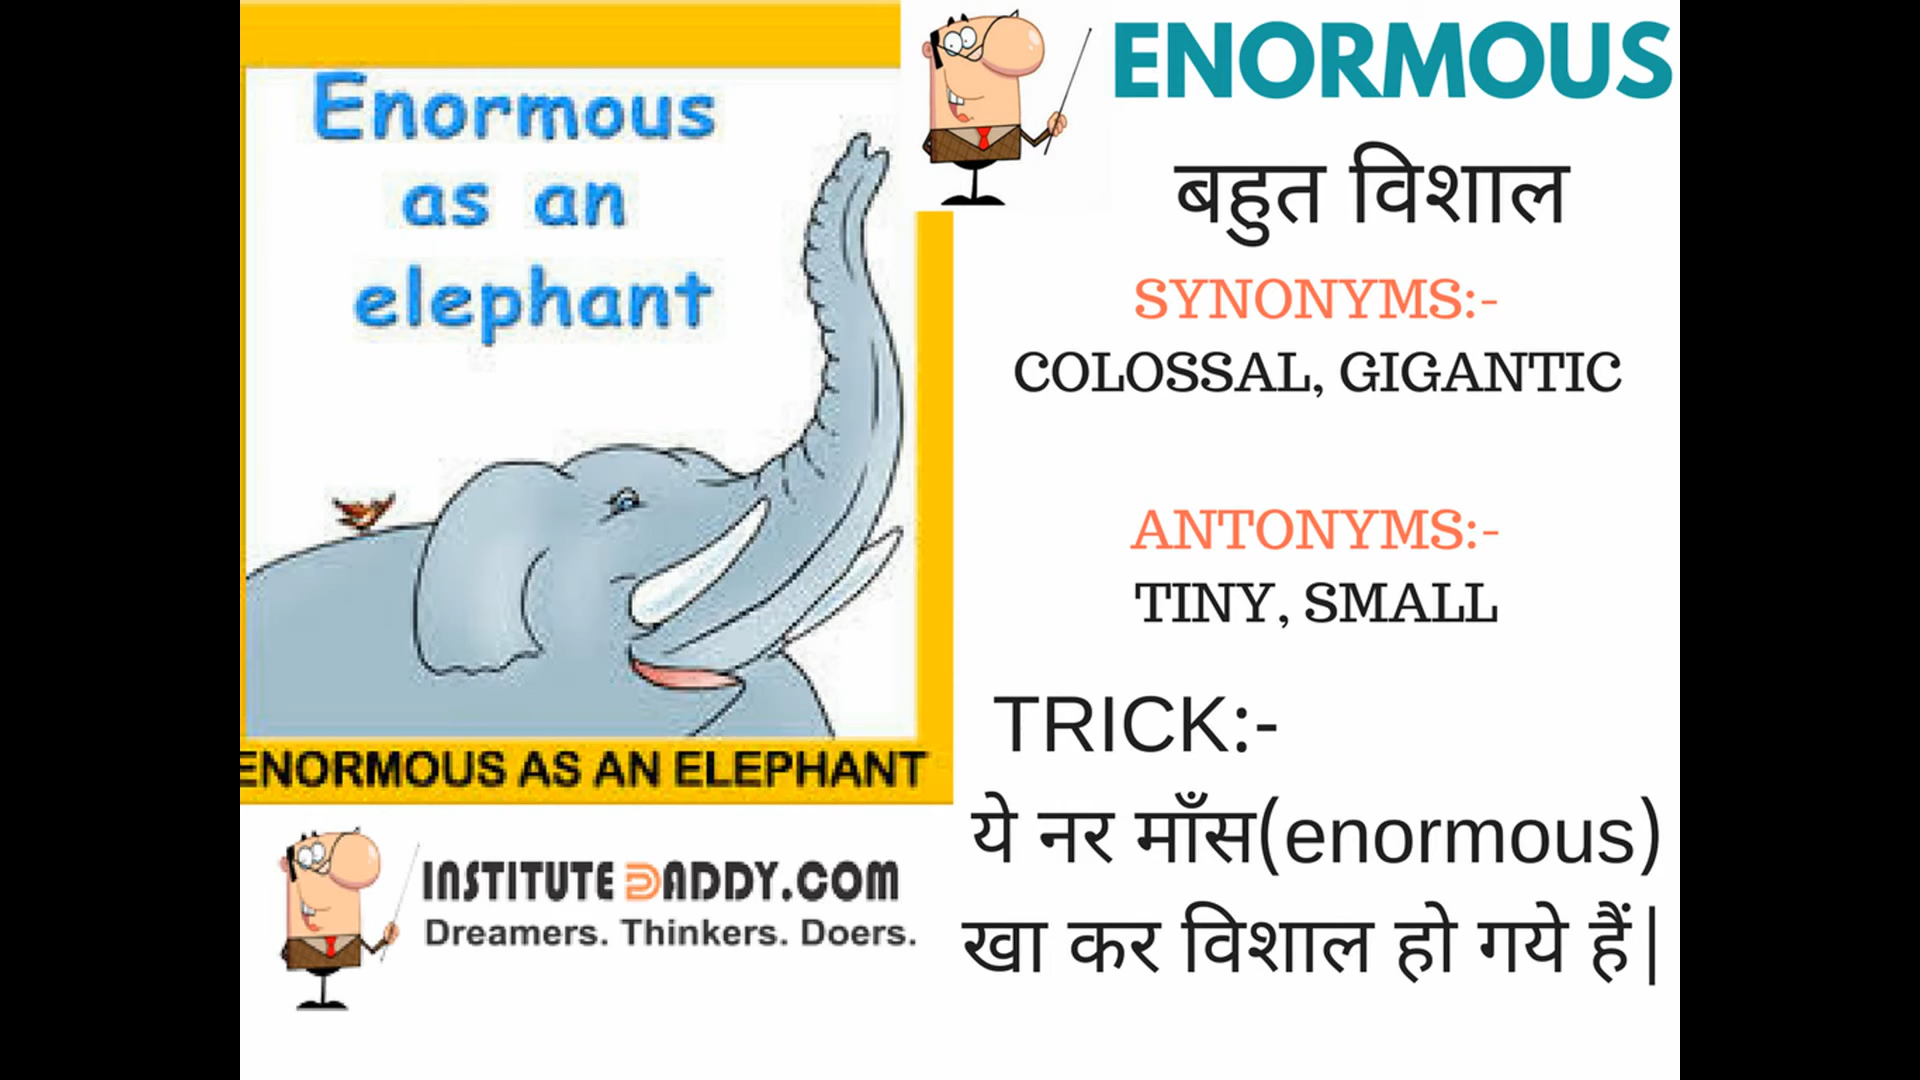 Enormous
as an
elephant
ENORMOUS AS AN ELEPHANT
INSTITUTE DADDY.COM
Dreamers. Thinkers. Doers.
ENORMOUS
बहुत विशाल
SYNONYMS:-
COLOSSAL, GIGANTIC
ANTONYMS:-
TINY, SMALL
TRICK:-
ये नर माँस(enormous)
खा कर विशाल हो गये हैं|